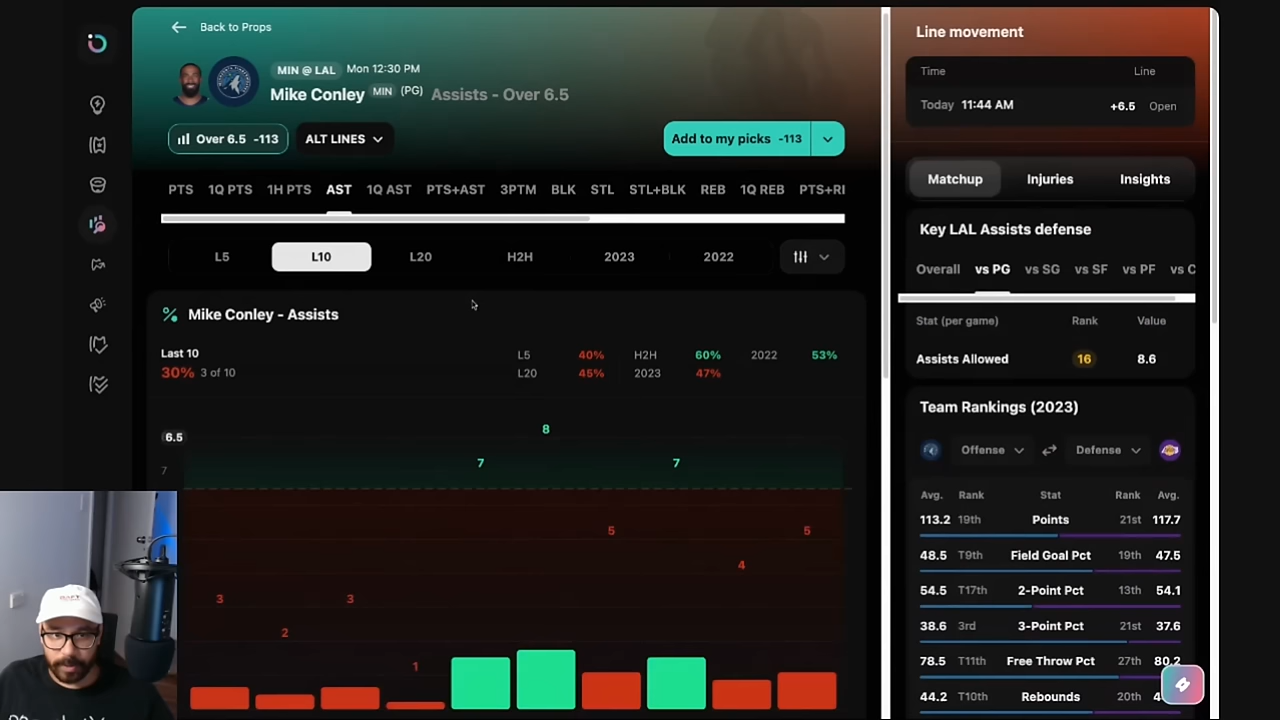 Back to Props
MIN @ LAL Mon 12:30 PM
Mike Conley MIN (PG) Assists - Over 6.5
Over 6.5 -113 ALT LINES
Add to my picks -113
PTS 1Q PTS 1H PTS AST 1Q AST PTS+AST 3PTM BLK STL STL+BLK REB 1Q REB PTS+RI
L5 L10 L20 H2H 2023 2022
Mike Conley - Assists
Last 10
30% 3 of 10
L5 40% H2H 60% 2022 53%
L20 45% 2023 47%
6.5
7
3 2 3 1 7 8 5 7 4 5
Line movement
Time Line
Today 11:44 AM +6.5 Open
Matchup Injuries Insights
Key LAL Assists defense
Overall vs PG vs SG vs SF vs PF vs C
Stat (per game) Rank Value
Assists Allowed 16 8.6
Team Rankings (2023)
Offense Defense
Avg. Rank Stat Rank Avg.
113.2 19th Points 21st 117.7
48.5 T9th Field Goal Pct 19th 47.5
54.5 T17th 2-Point Pct 13th 54.1
38.6 3rd 3-Point Pct 21st 37.6
78.5 T11th Free Throw Pct 27th 80.2
44.2 T10th Rebounds 20th